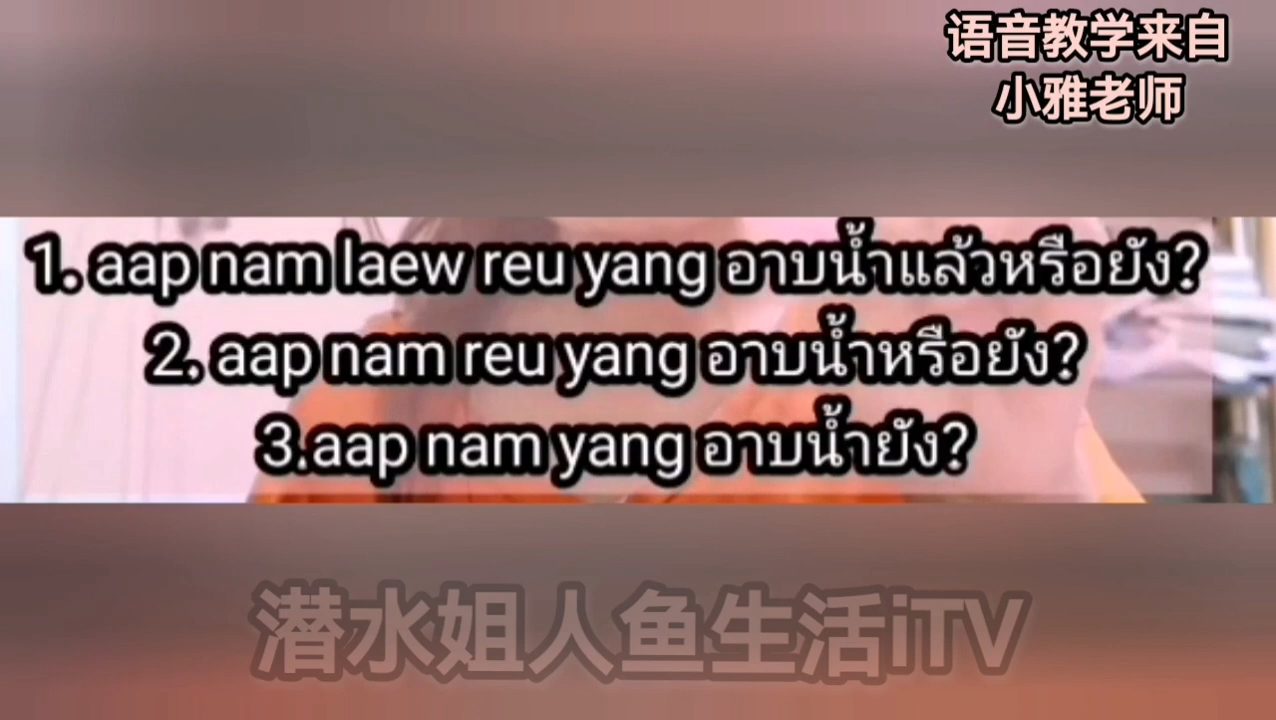 语音教学来自
小雅老师
1. aap nam laew reu yang อาบน้ำแล้วหรือยัง?
2. aap nam reu yang อาบน้ำหรือยัง?
3.aap nam yang อาบน้ำยัง?
潜水姐人鱼生活iTV